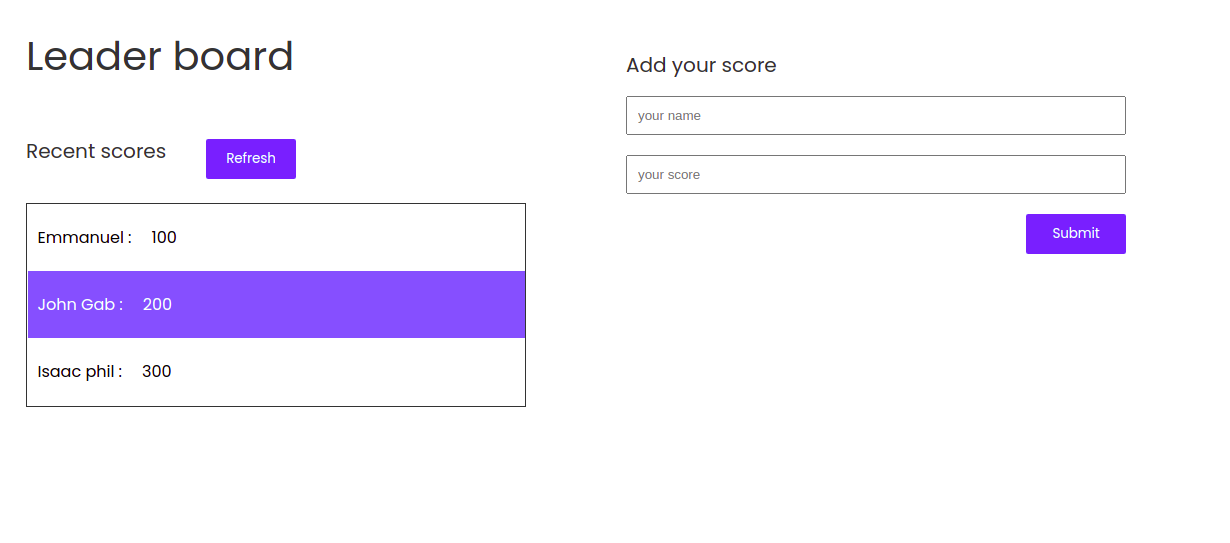 Leader board
Recent scores
Refresh
Emmanuel : 100
John Gab : 200
Isaac phil : 300
Add your score
your name
your score
Submit